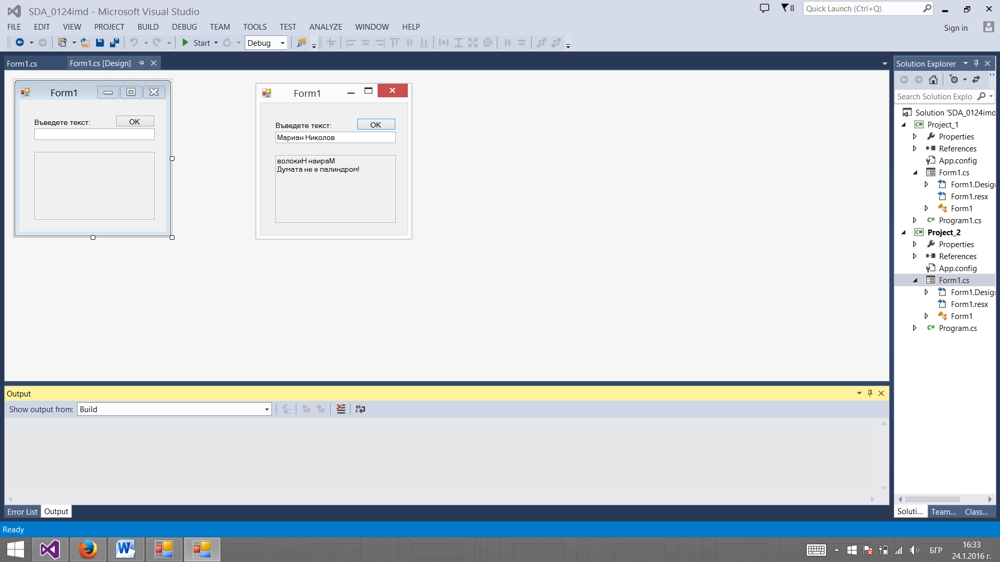 SDA_0124imd - Microsoft Visual Studio
8
Quick Launch (Ctrl+Q)
FILE EDIT VIEW PROJECT BUILD DEBUG TEAM TOOLS TEST ANALYZE WINDOW HELP
Sign in
Start
Debug
Form1.cs
Form1.cs [Design]
Form1
Въведете текст:
OK
Form1
Въведете текст:
OK
Мариан Николов
волокиН наираМ
Думата не е палиндром!
Solution Explorer
Search Solution Explo
Solution 'SDA_0124imd
Project_1
Properties
References
App.config
Form1.cs
Form1.Desig
Form1.resx
Form1
Program1.cs
Project_2
Properties
References
App.config
Form1.cs
Form1.Desig
Form1.resx
Form1
Program.cs
Soluti... Team... Class...
Output
Show output from: Build
Error List Output
Ready
БГР
16:33
24.1.2016 г.